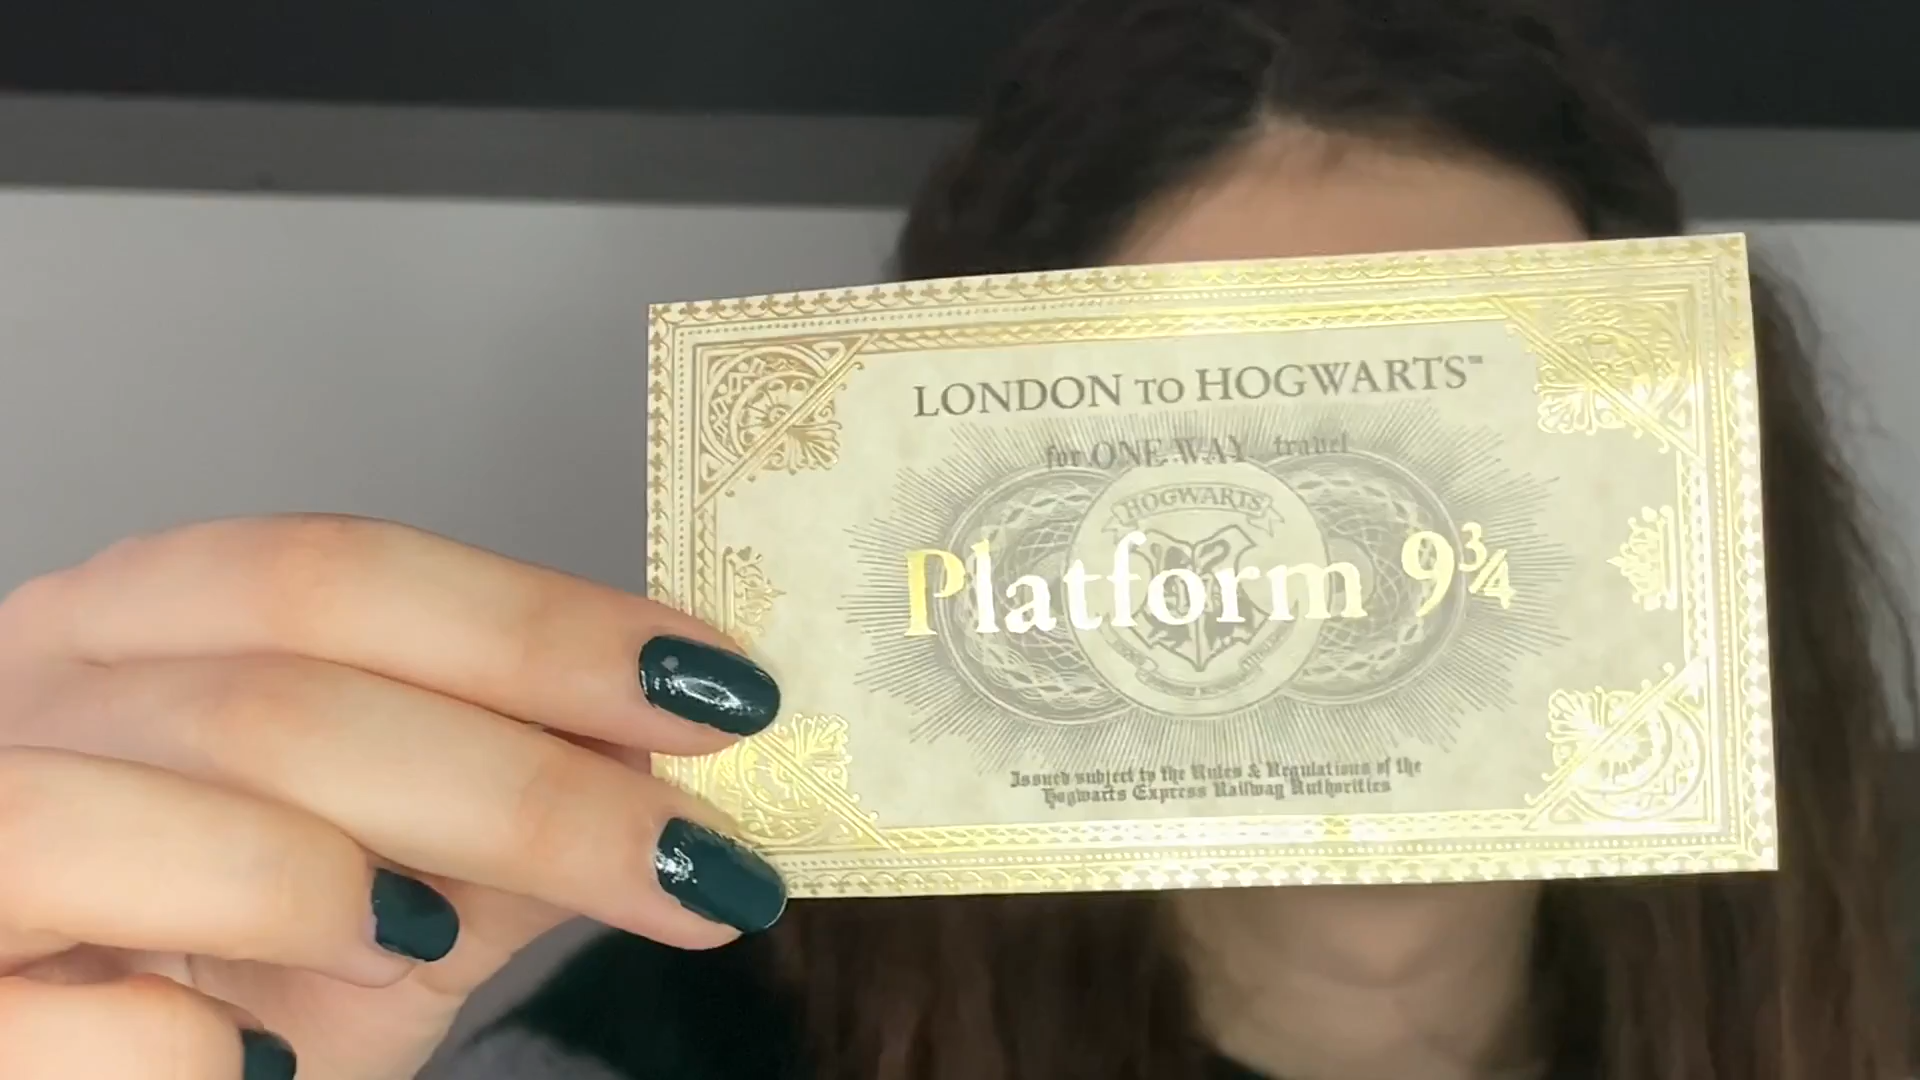 LONDON TO HOGWARTS™
for ONE WAY travel
HOGWARTS
Platform 9¾
Issued subject to the Rules & Regulations of the
Hogwarts Express Railway Authorities